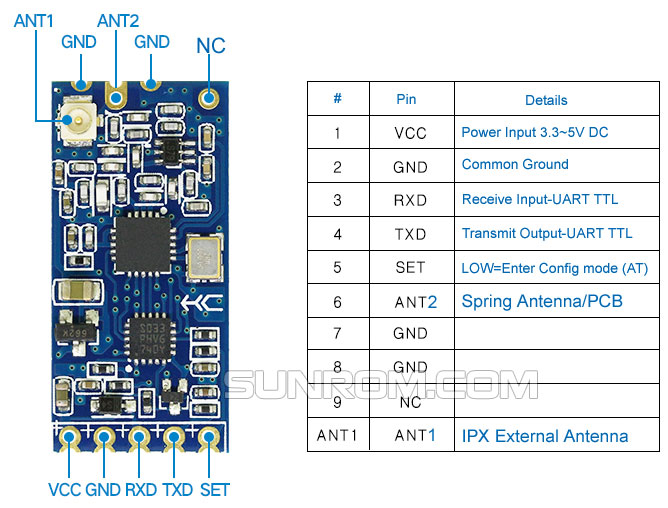 ANT1 ANT2
GND GND NC
ANT1
VCC GND RXD TXD SET
# Pin Details
1 VCC Power Input 3.3~5V DC
2 GND Common Ground
3 RXD Receive Input-UART TTL
4 TXD Transmit Output-UART TTL
5 SET LOW=Enter Config mode (AT)
6 ANT2 Spring Antenna/PCB
7 GND
8 GND
9 NC
ANT1 ANT1 IPX External Antenna
SUNROM.COM